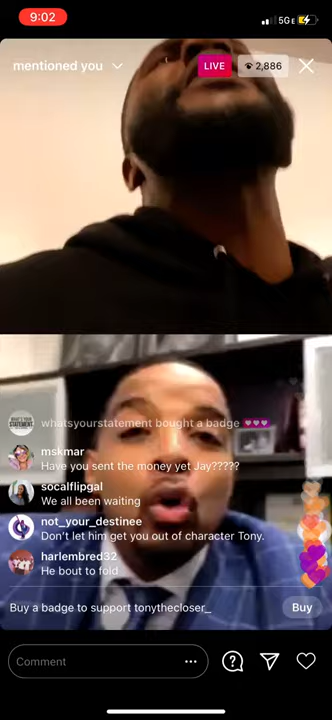 9:02
5GE
mentioned you
LIVE
2,886
whatsyourstatement bought a badge
mskmar
Have you sent the money yet Jay?????
socalflipgal
We all been waiting
not_your_destinee
Don't let him get you out of character Tony.
harlembred32
He bout to fold
Buy a badge to support tonythecloser_
Buy
Comment